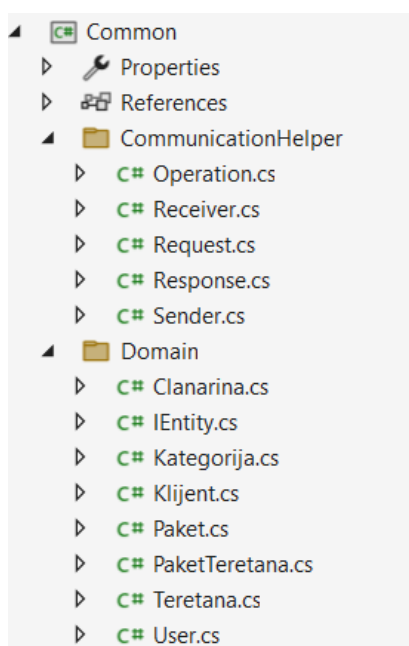 C# Common
Properties
References
CommunicationHelper
C# Operation.cs
C# Receiver.cs
C# Request.cs
C# Response.cs
C# Sender.cs
Domain
C# Clanarina.cs
C# IEntity.cs
C# Kategorija.cs
C# Klijent.cs
C# Paket.cs
C# PaketTeretana.cs
C# Teretana.cs
C# User.cs